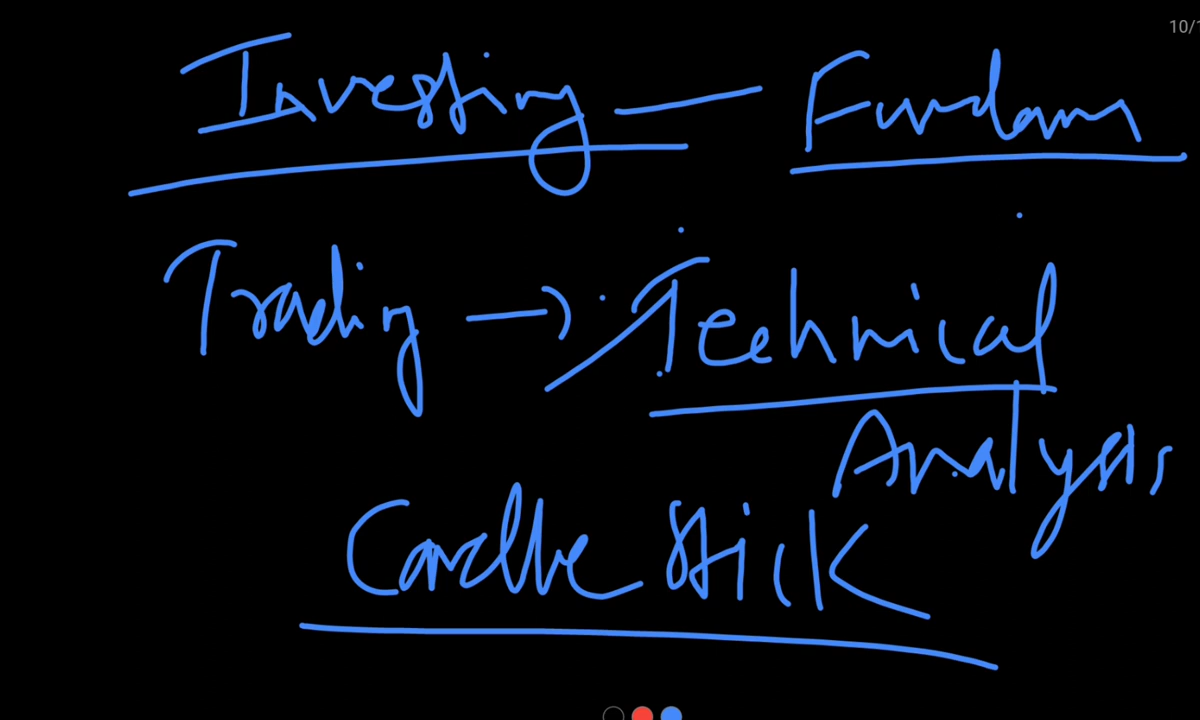 10/1
Investing — Fundam
Trading → Technical
Analysis
Candle Stick